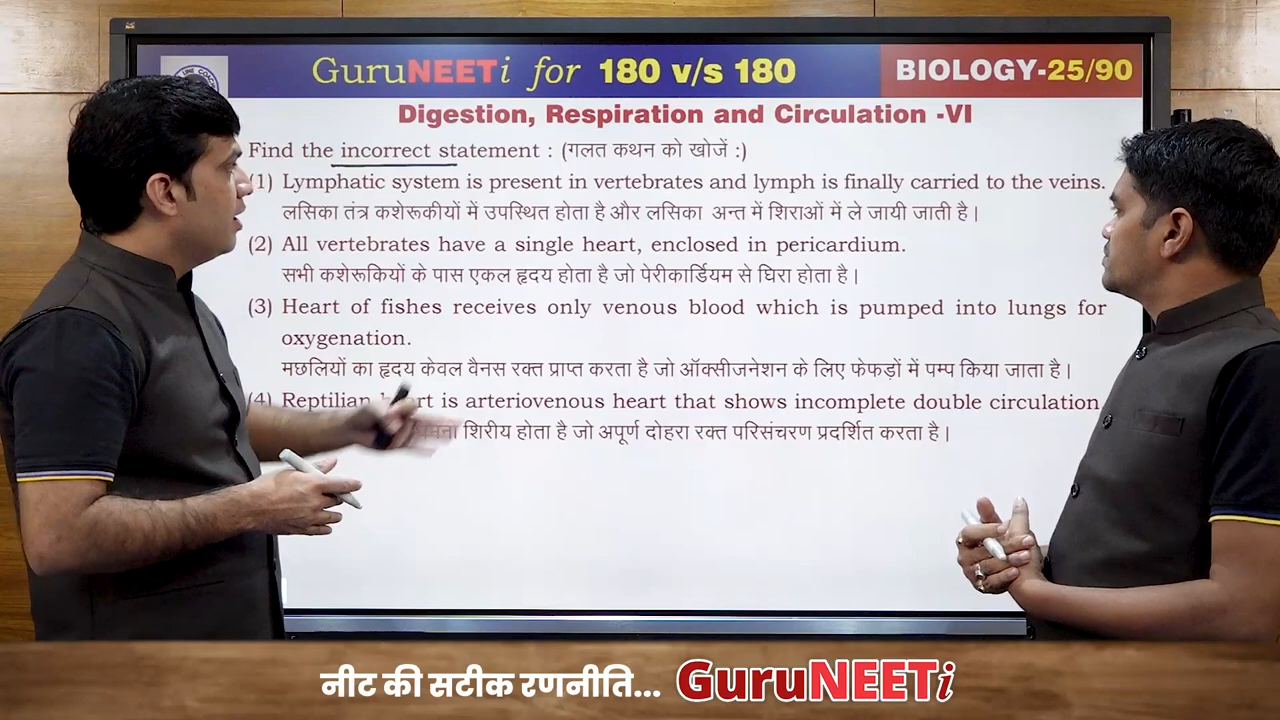 LINE COAC
GuruNEETi for 180 v/s 180
BIOLOGY-25/90
Digestion, Respiration and Circulation -VI
Find the incorrect statement : (गलत कथन को खोजें :)
(1) Lymphatic system is present in vertebrates and lymph is finally carried to the veins.
लसिका तंत्र कशेरूकीयों में उपस्थित होता है और लसिका अन्त में शिराओं में ले जायी जाती है।
(2) All vertebrates have a single heart, enclosed in pericardium.
सभी कशेरूकियों के पास एकल हृदय होता है जो पेरीकार्डियम से घिरा होता है।
(3) Heart of fishes receives only venous blood which is pumped into lungs for
oxygenation.
मछलियों का हृदय केवल वैनस रक्त प्राप्त करता है जो ऑक्सीजनेशन के लिए फेफड़ों में पम्प किया जाता है।
(4) Reptilian heart is arteriovenous heart that shows incomplete double circulation
शिरीय होता है जो अपूर्ण दोहरा रक्त परिसंचरण प्रदर्शित करता है।
नीट की सटीक रणनीति... GuruNEETi